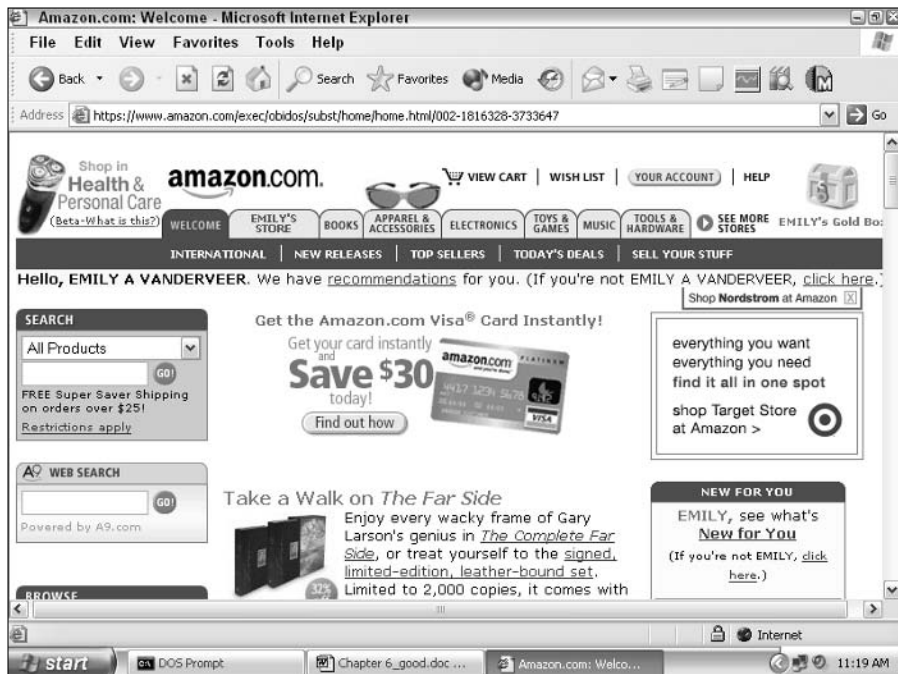 Amazon.com: Welcome - Microsoft Internet Explorer
File Edit View Favorites Tools Help
Back Search Favorites Media
Address https://www.amazon.com/exec/obidos/subst/home/home.html/002-1816328-3733647 Go
Shop in
Health &
Personal Care
(Beta-What is this?)
amazon.com.
VIEW CART | WISH LIST | YOUR ACCOUNT | HELP
WELCOME
EMILY'S
STORE
BOOKS
APPAREL &
ACCESSORIES
ELECTRONICS
TOYS &
GAMES
MUSIC
TOOLS &
HARDWARE
SEE MORE
STORES
EMILY's Gold Box
INTERNATIONAL | NEW RELEASES | TOP SELLERS | TODAY'S DEALS | SELL YOUR STUFF
Hello, EMILY A VANDERVEER. We have recommendations for you. (If you're not EMILY A VANDERVEER, click here.)
SEARCH
All Products
GO!
FREE Super Saver Shipping
on orders over $25!
Restrictions apply
A9 WEB SEARCH
GO!
Powered by A9.com
BROWSE
Get the Amazon.com Visa® Card Instantly!
Get your card instantly
and
Save $30
today!
Find out how
amazon.com
PLATINUM
4417 1234 5678
VISA
Take a Walk on The Far Side
Enjoy every wacky frame of Gary
Larson's genius in The Complete Far
Side, or treat yourself to the signed,
limited-edition, leather-bound set.
Limited to 2,000 copies, it comes with
32%
Shop Nordstrom at Amazon X
everything you want
everything you need
find it all in one spot
shop Target Store
at Amazon >
NEW FOR YOU
EMILY, see what's
New for You
(If you're not EMILY, click
here.)
Internet
start DOS Prompt Chapter 6_good.doc ... Amazon.com: Welco... 11:19 AM